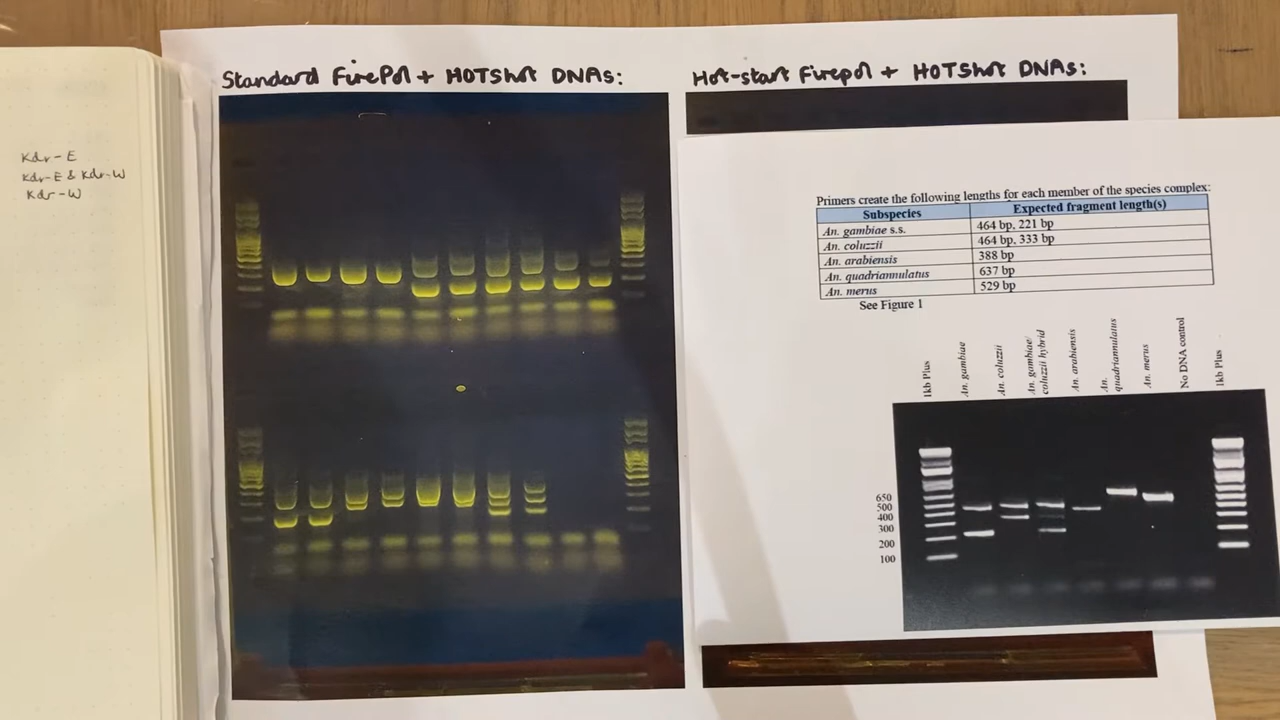 Kdr-E
Kdr-E & Kdr-W
Kdr-W
Standard FirePol + HOTShot DNAs:
Hot-start Firepol + HOTShot DNAs:
Primers create the following lengths for each member of the species complex:
Subspecies Expected fragment length(s)
An. gambiae s.s. 464 bp, 221 bp
An. coluzzii 464 bp, 333 bp
An. arabiensis 388 bp
An. quadriannulatus 637 bp
An. merus 529 bp
See Figure 1
1kb Plus
An. gambiae
An. coluzzii
An. gambiae/
coluzzii hybrid
An. arabiensis
An.
quadriannulatus
An. merus
No DNA control
1kb Plus
650
500
400
300
200
100